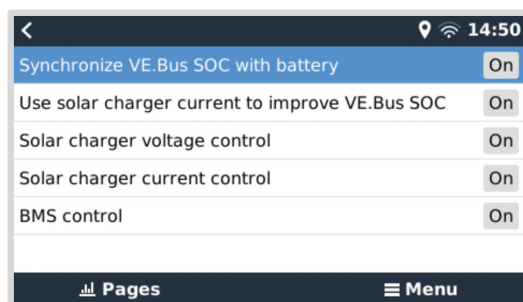 14:50
Synchronize VE.Bus SOC with battery On
Use solar charger current to improve VE.Bus SOC On
Solar charger voltage control On
Solar charger current control On
BMS control On
Pages Menu